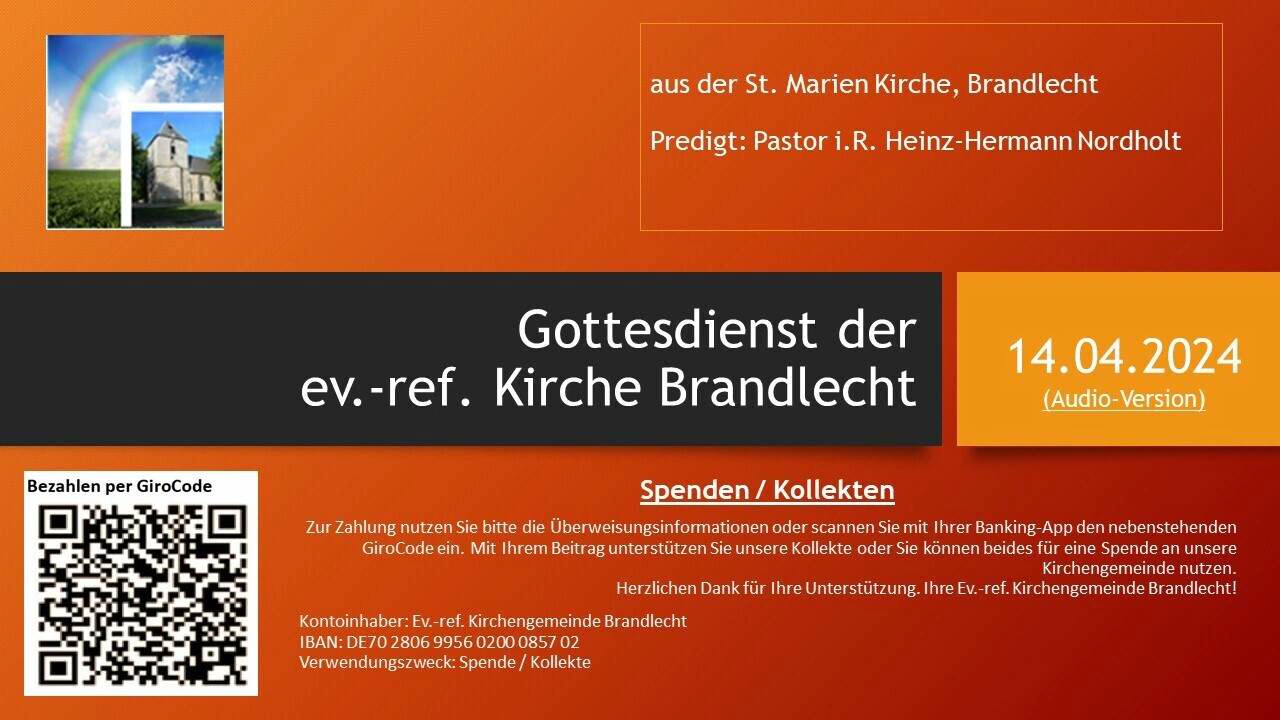 aus der St. Marien Kirche, Brandlecht
Predigt: Pastor i.R. Heinz-Hermann Nordholt
Gottesdienst der
ev.-ref. Kirche Brandlecht
14.04.2024
(Audio-Version)
Bezahlen per GiroCode
Spenden / Kollekten
Zur Zahlung nutzen Sie bitte die Überweisungsinformationen oder scannen Sie mit Ihrer Banking-App den nebenstehenden
GiroCode ein. Mit Ihrem Beitrag unterstützen Sie unsere Kollekte oder Sie können beides für eine Spende an unsere
Kirchengemeinde nutzen.
Herzlichen Dank für Ihre Unterstützung. Ihre Ev.-ref. Kirchengemeinde Brandlecht!
Kontoinhaber: Ev.-ref. Kirchengemeinde Brandlecht
IBAN: DE70 2806 9956 0200 0857 02
Verwendungszweck: Spende / Kollekte